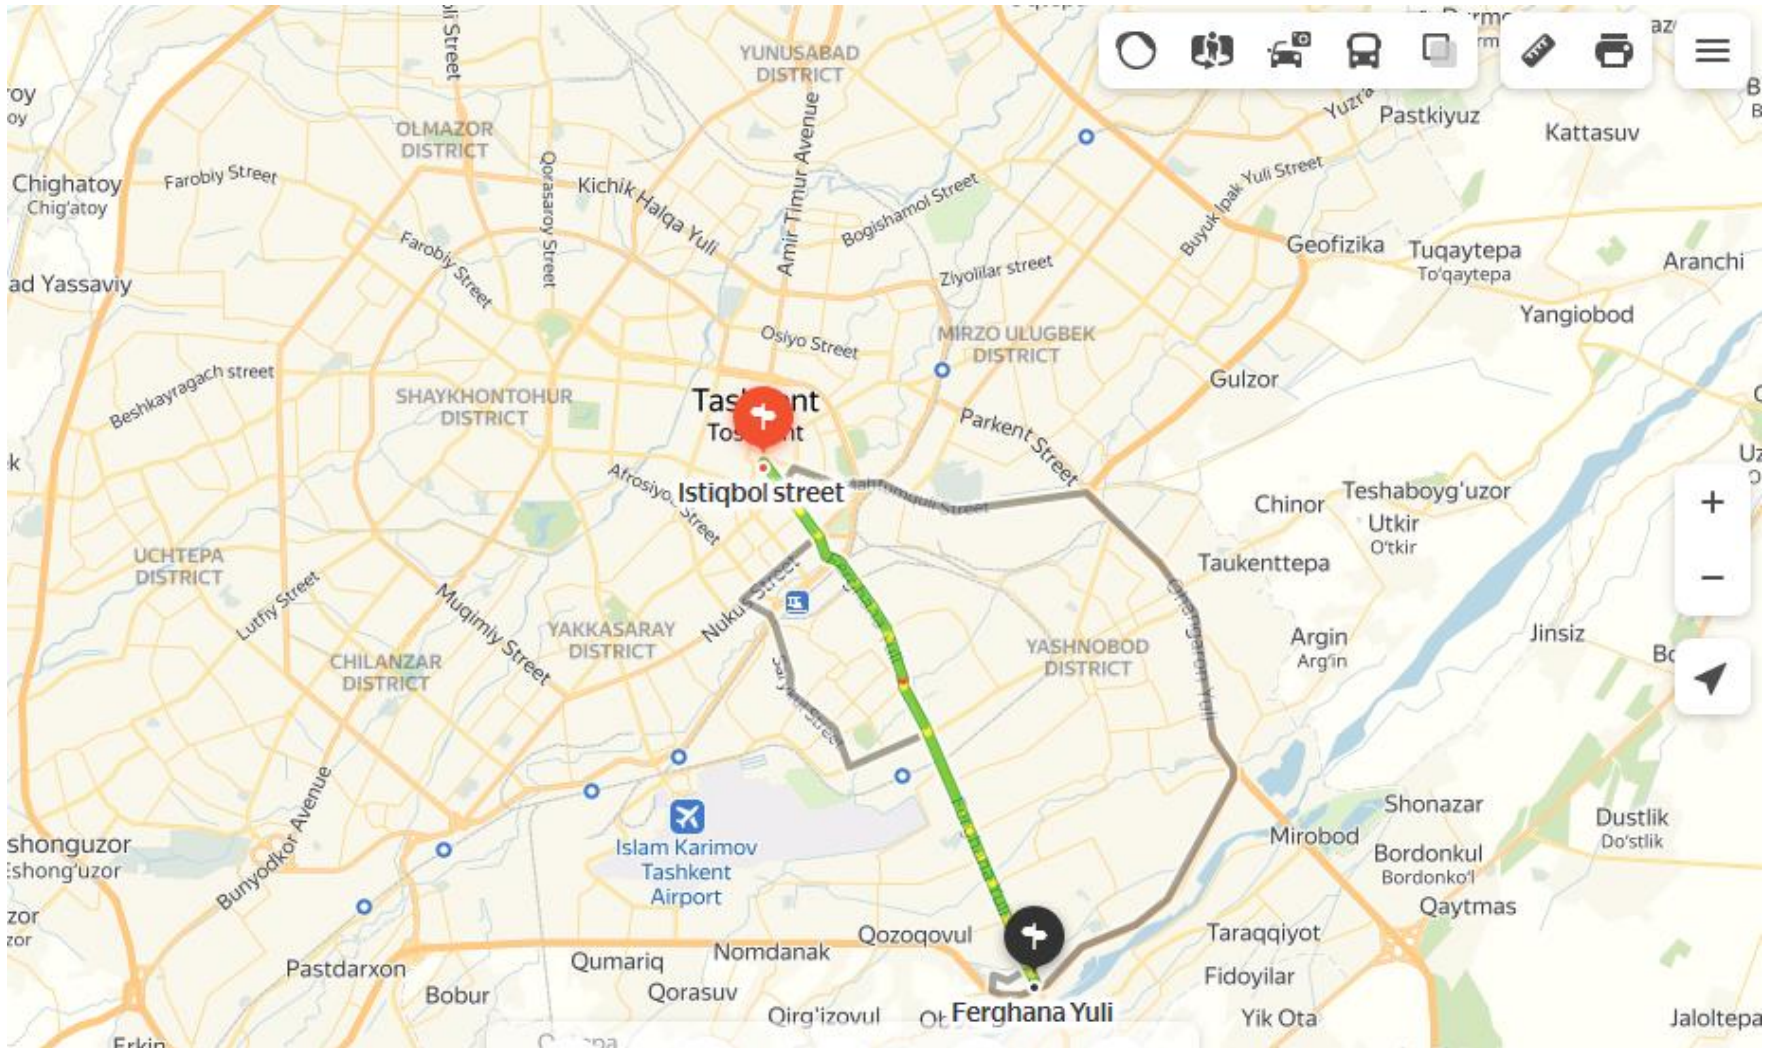 YUNUSABAD
DISTRICT
Amir Timur Avenue
OLMAZOR
DISTRICT
Qorasaroy Street
Farobiy Street
Chighatoy
Chig'atoy
Kichik Halqa Yuli
Bogishamol Street
Buyuk Ipak Yuli Street
Pastkiyuz
Kattasuv
Farobiy Street
Ziyolilar street
Geofizika
Tuqaytepa
To'qaytepa
Aranchi
ad Yassaviy
Yangiobod
Osiyo Street
MIRZO ULUGBEK
DISTRICT
Beshkayragach street
SHAYKHONTOHUR
DISTRICT
Gulzor
Parkent Street
Istiqbol street
Chinor
Teshaboyg'uzor
Utkir
O'tkir
UCHTEPA
DISTRICT
Taukenttepa
Lutfiy Street
Muqimiy Street
YAKKASARAY
DISTRICT
YASHNOBOD
DISTRICT
Argin
Arg'in
Jinsiz
CHILANZAR
DISTRICT
Bunyodkor Avenue
Islam Karimov
Tashkent
Airport
Shonazar
Mirobod
Dustlik
Do'stlik
Bordonkul
Bordonko'l
shonguzor
shong'uzor
Qaytmas
zor
zor
Qozoqovul
Taraqqiyot
Nomdanak
Qumariq
Pastdarxon
Fidoyilar
Bobur
Qorasuv
Qirg'izovul
Ferghana Yuli
Yik Ota
Jaloltepa
+
−